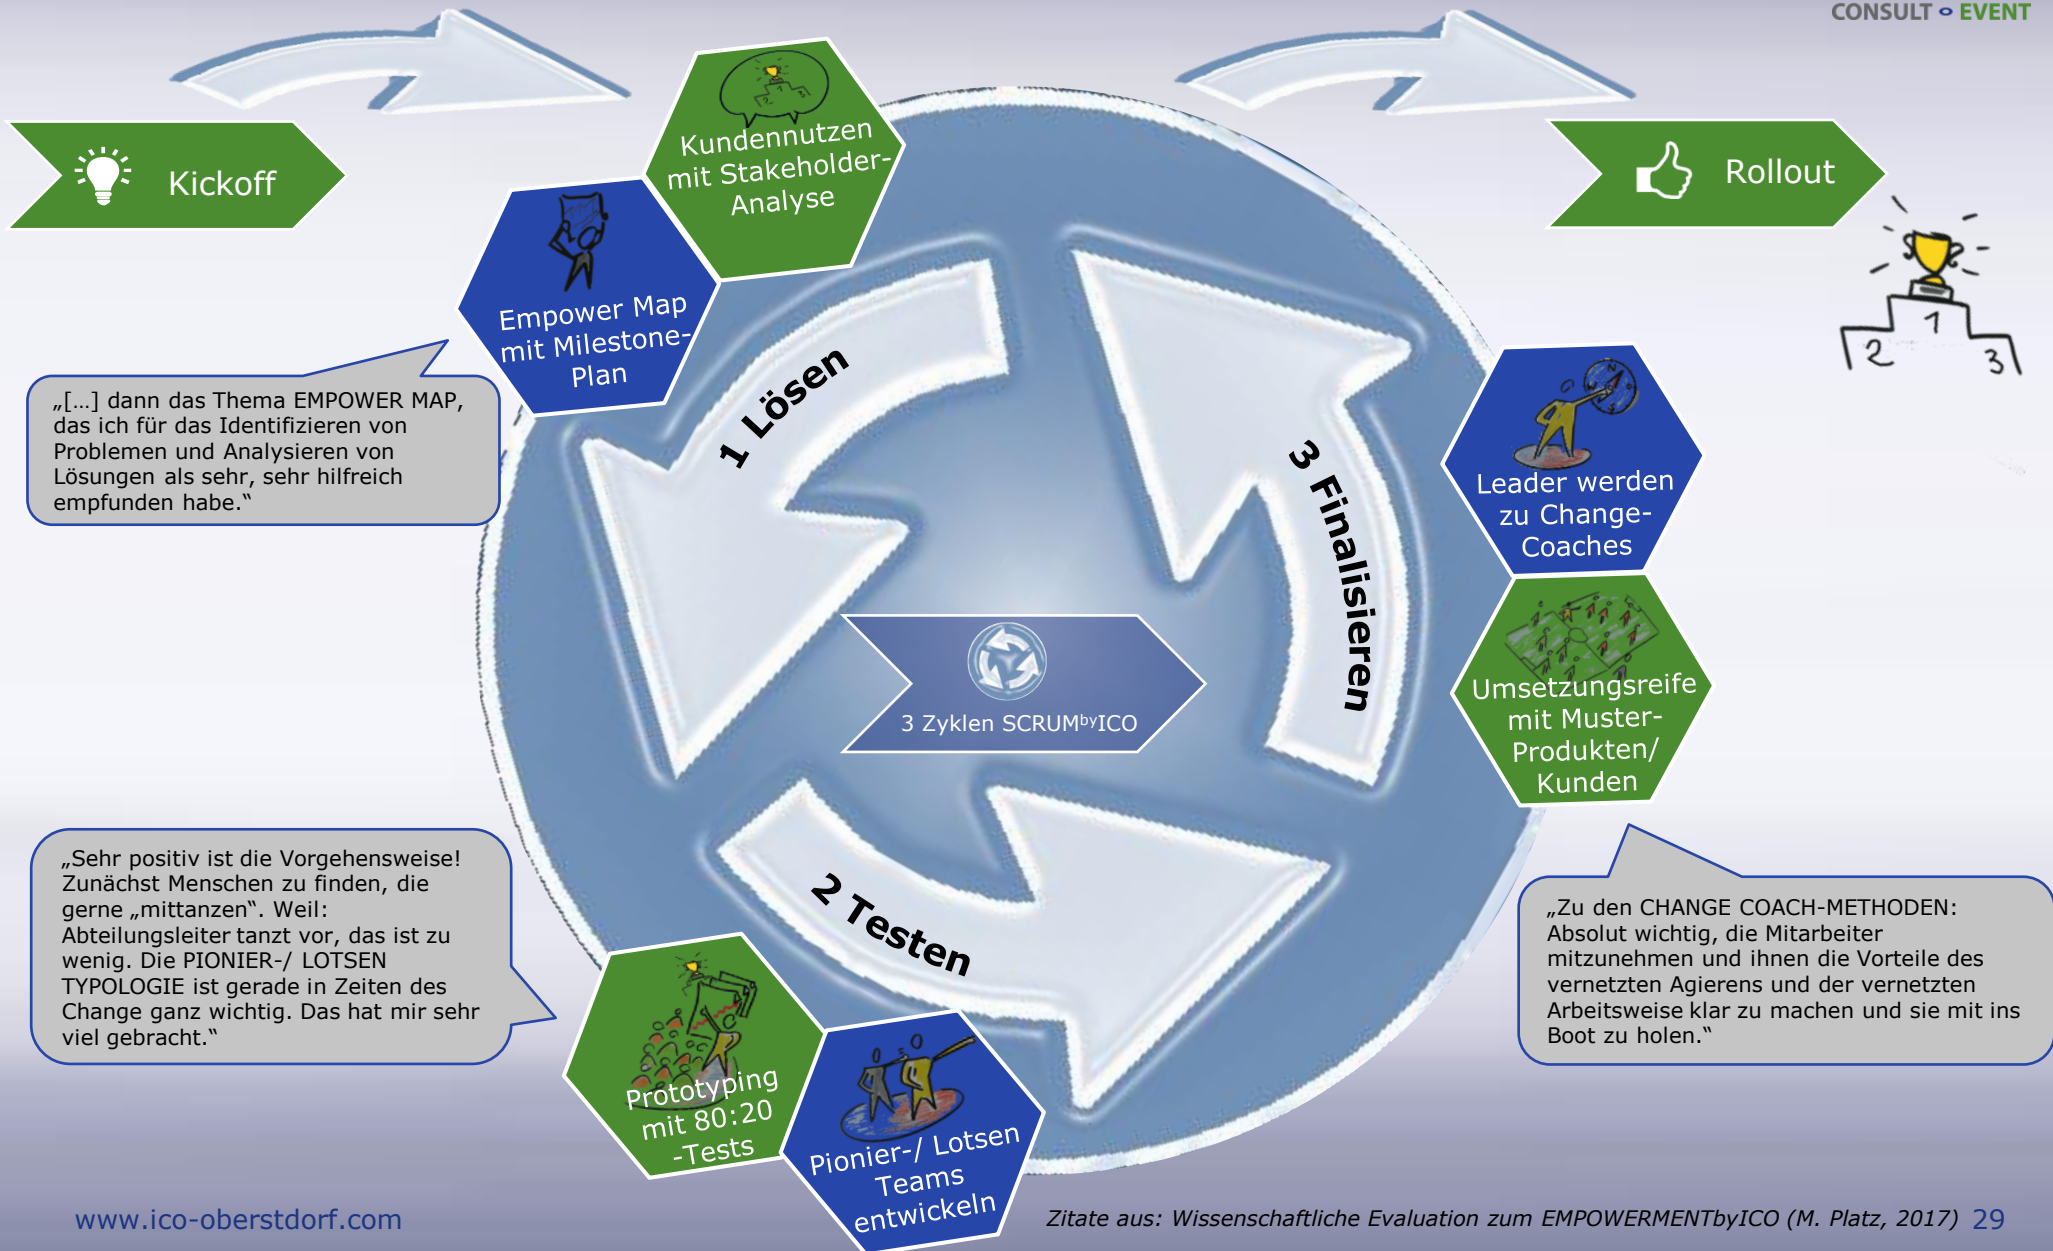 CONSULT EVENT
Kickoff
Kundennutzen
mit Stakeholder-
Analyse
Rollout
Empower Map
mit Milestone-
Plan
1
2
3
„[…] dann das Thema EMPOWER MAP,
das ich für das Identifizieren von
Problemen und Analysieren von
Lösungen als sehr, sehr hilfreich
empfunden habe.“
1 Lösen
3 Finalisieren
Leader werden
zu Change-
Coaches
Umsetzungsreife
mit Muster-
Produkten/
Kunden
3 Zyklen SCRUMbyICO
2 Testen
„Sehr positiv ist die Vorgehensweise!
Zunächst Menschen zu finden, die
gerne „mittanzen“. Weil:
Abteilungsleiter tanzt vor, das ist zu
wenig. Die PIONIER-/ LOTSEN
TYPOLOGIE ist gerade in Zeiten des
Change ganz wichtig. Das hat mir sehr
viel gebracht.“
„Zu den CHANGE COACH-METHODEN:
Absolut wichtig, die Mitarbeiter
mitzunehmen und ihnen die Vorteile des
vernetzten Agierens und der vernetzten
Arbeitsweise klar zu machen und sie mit ins
Boot zu holen.“
Prototyping
mit 80:20
-Tests
Pionier-/ Lotsen
Teams
entwickeln
www.ico-oberstdorf.com
Zitate aus: Wissenschaftliche Evaluation zum EMPOWERMENTbyICO (M. Platz, 2017) 29